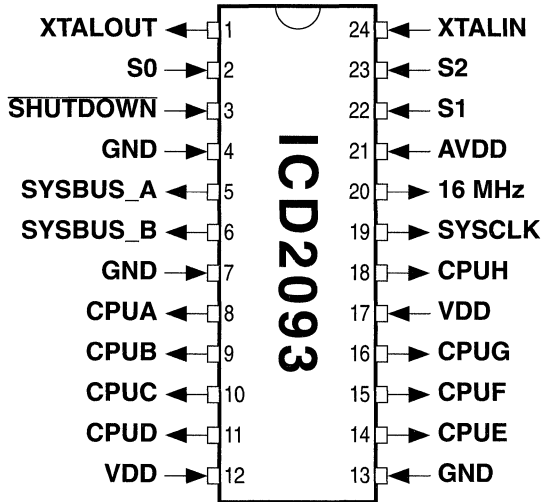 XTALOUT 1 24 XTALIN
S0 2 23 S2
SHUTDOWN 3 22 S1
GND 4 21 AVDD
SYSBUS_A 5 20 16 MHz
SYSBUS_B 6 19 SYSCLK
GND 7 18 CPUH
CPUA 8 17 VDD
CPUB 9 16 CPUG
CPUC 10 15 CPUF
CPUD 11 14 CPUE
VDD 12 13 GND
ICD2093